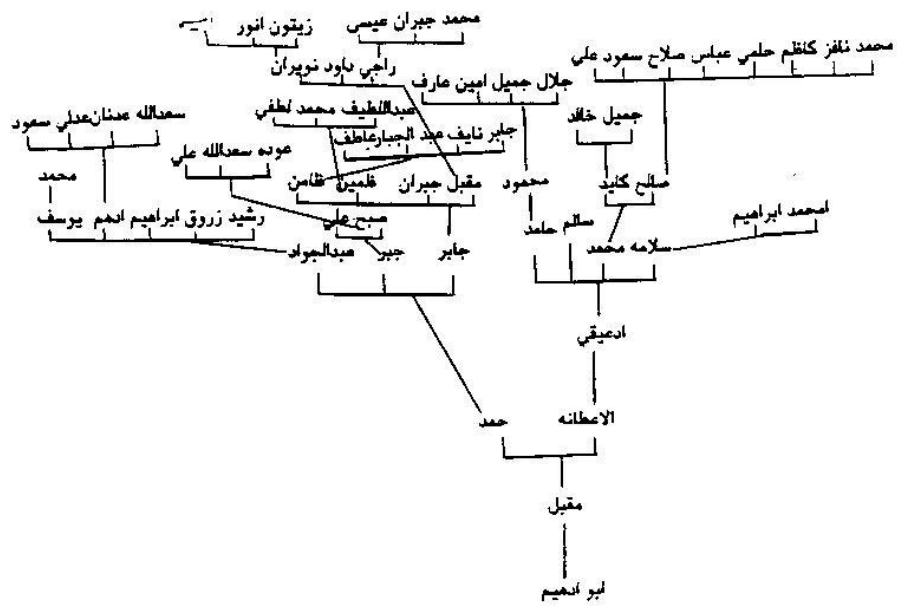 زيتون انور
محمد جبران عيسى
راجي داود نويران
محمد نافز كاظم حلمي عباس صلاح سعود علي
جلال جميل امين عارف
سعدالله عدنان عدلي سعود
عبداللطيف محمد لطفي
جميل خالد
جابر نايف عبد الجبار عاطف
عوده سعدالله علي
محمد
مقبل جبران فلمين ظامن
محمود
صالح كايد
رشيد زروق ابراهيم ادهم يوسف
صبح علي
سالم حامد
امحمد ابراهيم
جابر جبر عبدالجواد
سلامه محمد
ادعيقي
حمد
الاعطانه
مقبل
ابو ادهيم